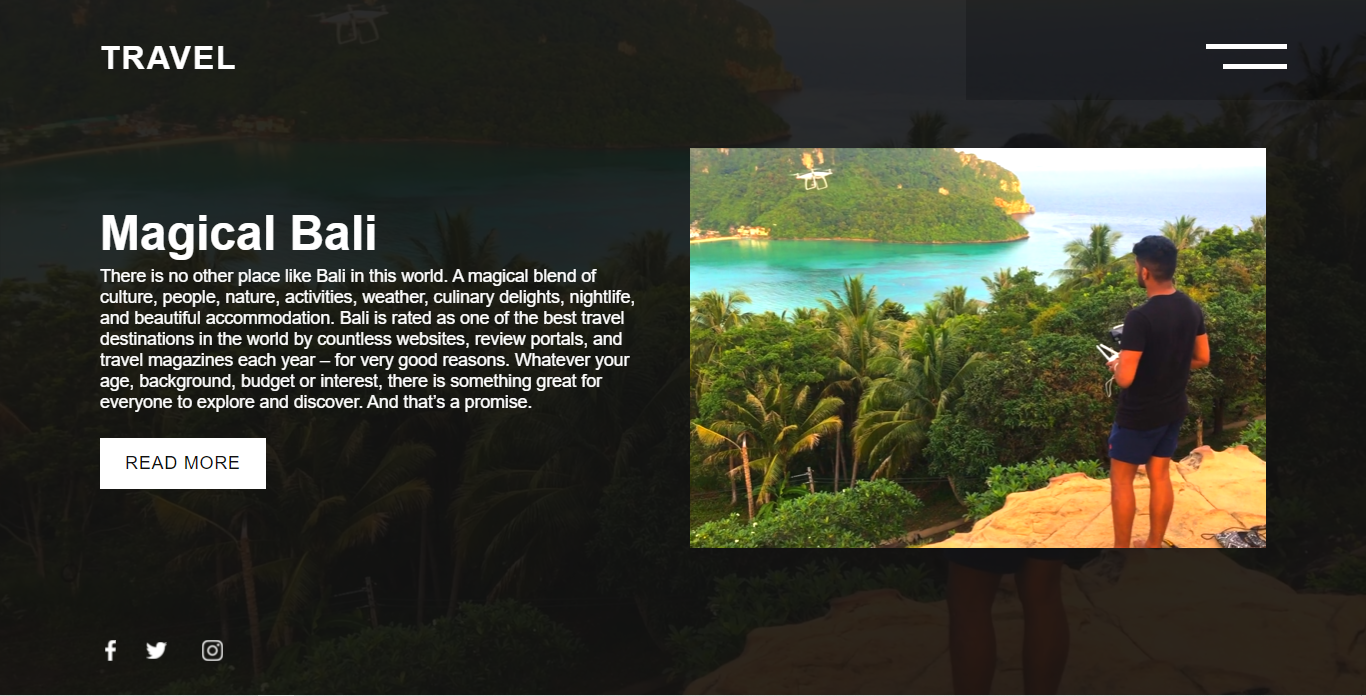 TRAVEL
Magical Bali
There is no other place like Bali in this world. A magical blend of
culture, people, nature, activities, weather, culinary delights, nightlife,
and beautiful accommodation. Bali is rated as one of the best travel
destinations in the world by countless websites, review portals, and
travel magazines each year – for very good reasons. Whatever your
age, background, budget or interest, there is something great for
everyone to explore and discover. And that’s a promise.
READ MORE